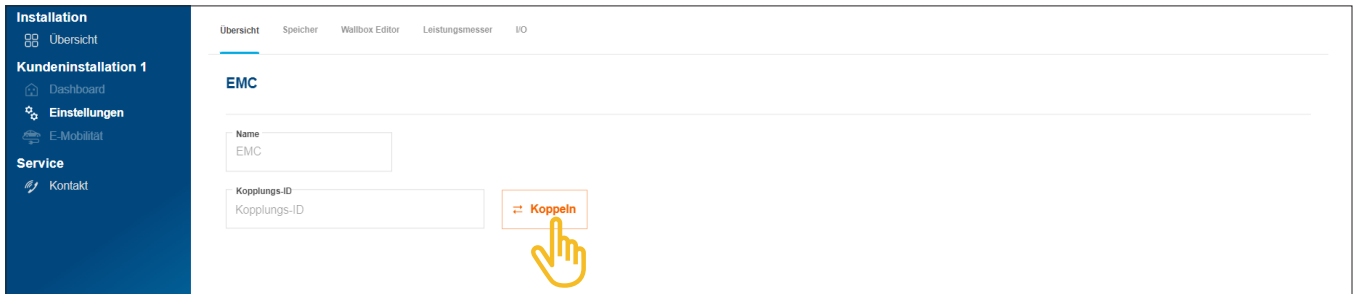 Installation
Übersicht
Kundeninstallation 1
Dashboard
Einstellungen
E-Mobilität
Service
Kontakt
Übersicht Speicher Wallbox Editor Leistungsmesser I/O
EMC
Name
EMC
Kopplungs-ID
Kopplungs-ID
Koppeln